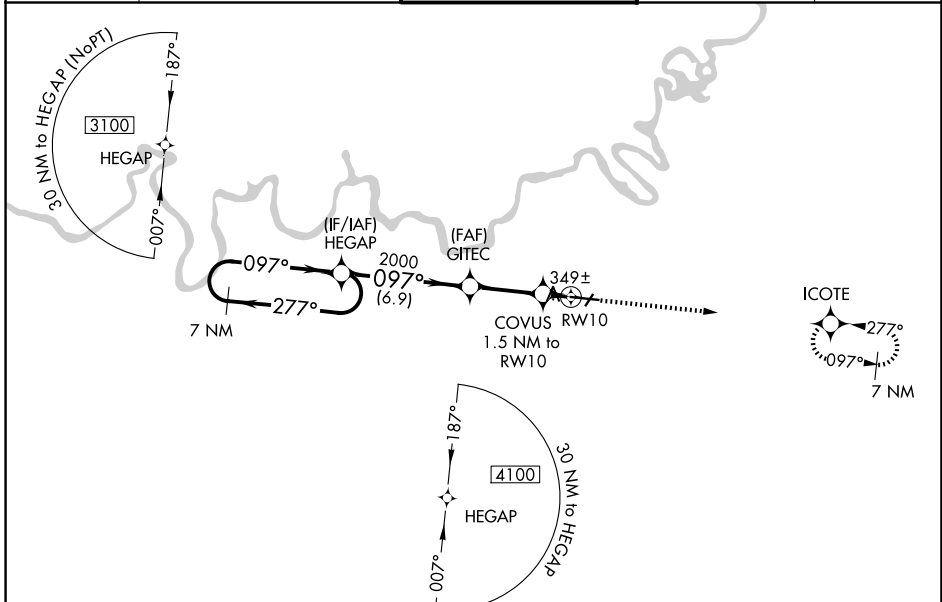 30 NM to HEGAP (NoPT)
187°
3100
HEGAP
007°
(IF/IAF)
HEGAP
097°
277°
7 NM
2000
097°
(6.9)
(FAF)
GITEC
349±
COVUS
1.5 NM to
RW10
RW10
ICOTE
277°
097°
7 NM
187°
4100
HEGAP
30 NM to HEGAP
007°